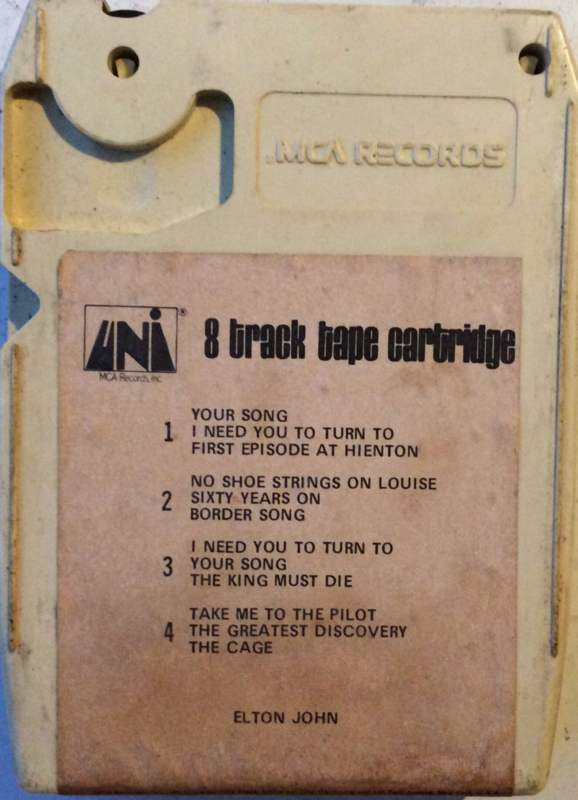 MCA RECORDS
UNI®
MCA Records, Inc
8 track tape cartridge
1
YOUR SONG
I NEED YOU TO TURN TO
FIRST EPISODE AT HIENTON
2
NO SHOE STRINGS ON LOUISE
SIXTY YEARS ON
BORDER SONG
3
I NEED YOU TO TURN TO
YOUR SONG
THE KING MUST DIE
4
TAKE ME TO THE PILOT
THE GREATEST DISCOVERY
THE CAGE
ELTON JOHN